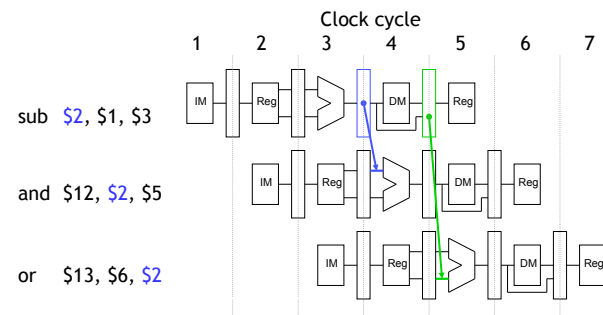 Clock cycle
1 2 3 4 5 6 7
sub $2, $1, $3
IM Reg DM Reg
and $12, $2, $5
IM Reg DM Reg
or $13, $6, $2
IM Reg DM Reg